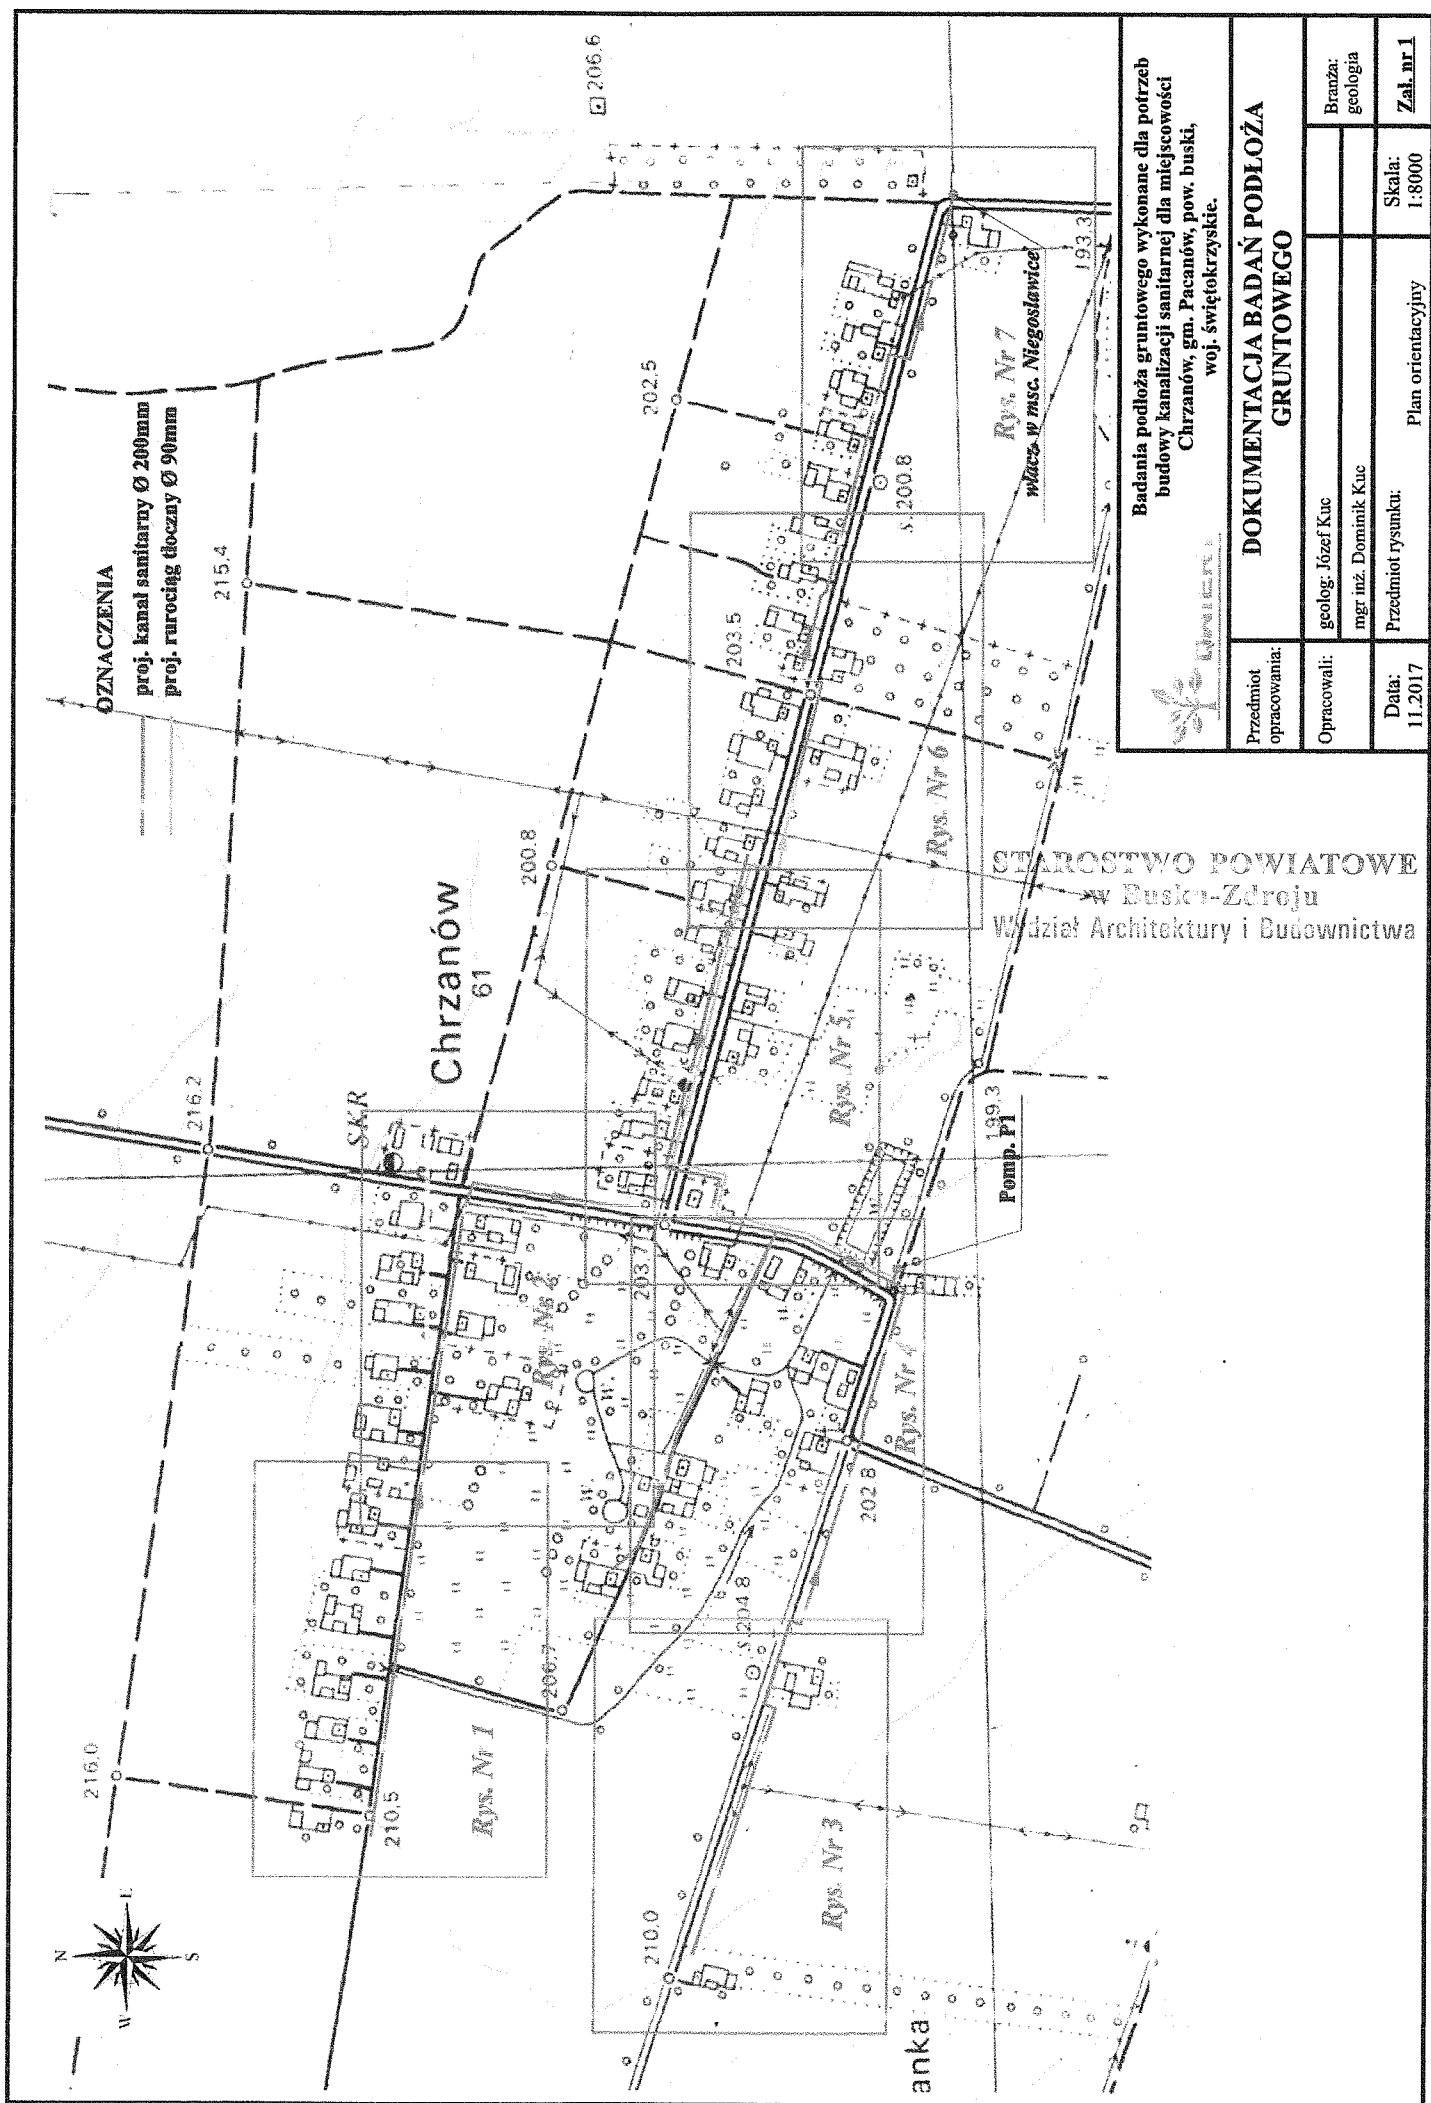 N
E
S
W
OZNACZENIA
proj. kanał sanitarny Ø 200mm
proj. rurociąg tłoczny Ø 90mm
206.6
215.4
202.5
216.2
216.0
Chrzanów
61
200.8
203.5
SKR
s.200.8
193.3
203.7
210.5
206.7
s.204.8
202.8
199.3
210.0
anka
Rys. Nr 1
Rys. Nr 2
Rys. Nr 3
Rys. Nr 4
Rys. Nr 5
Rys. Nr 6
Rys. Nr 7
włącz. w msc. Niegosławice
Pomp. P1
STAROSTWO POWIATOWE
w Busku-Zdroju
Wydział Architektury i Budownictwa
Badania podłoża gruntowego wykonane dla potrzeb
budowy kanalizacji sanitarnej dla miejscowości
Chrzanów, gm. Pacanów, pow. buski,
woj. świętokrzyskie.
Przedmiot
opracowania:
DOKUMENTACJA BADAŃ PODŁOŻA
GRUNTOWEGO
Opracowali:
geolog: Józef Kuc
mgr inż. Dominik Kuc
Branża:
geologia
Data:
11.2017
Przedmiot rysunku:
Plan orientacyjny
Skala:
1:8000
Zał. nr 1